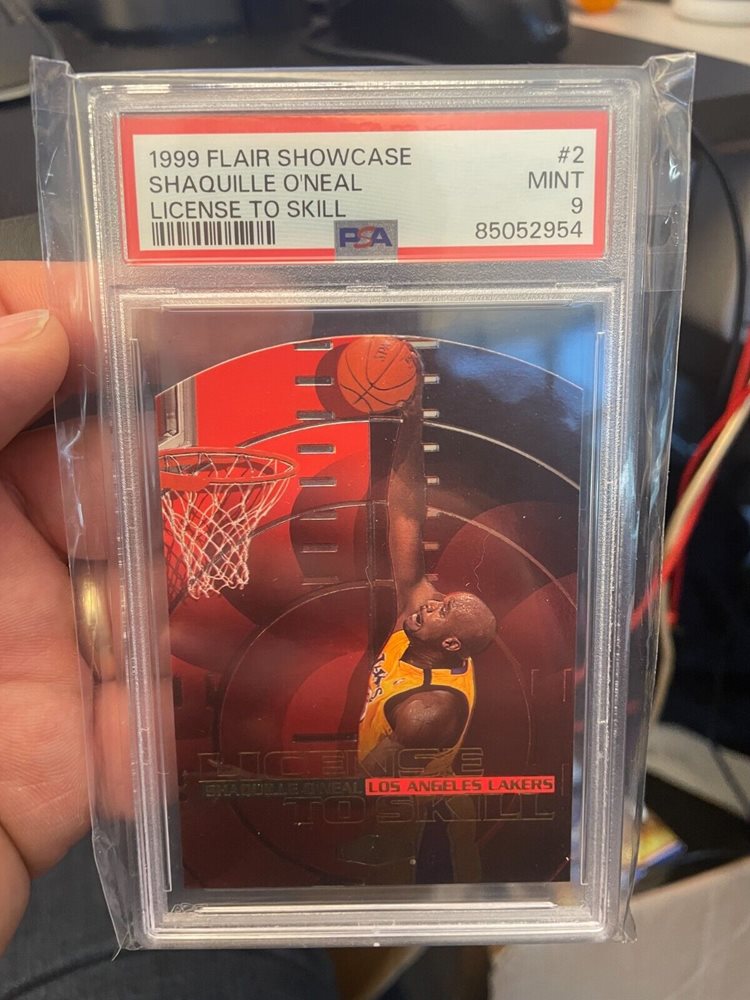 1999 FLAIR SHOWCASE #2
SHAQUILLE O'NEAL MINT
LICENSE TO SKILL 9
PSA 85052954
LICENSE
SHAQUILLE O'NEAL LOS ANGELES LAKERS
TO SKILL